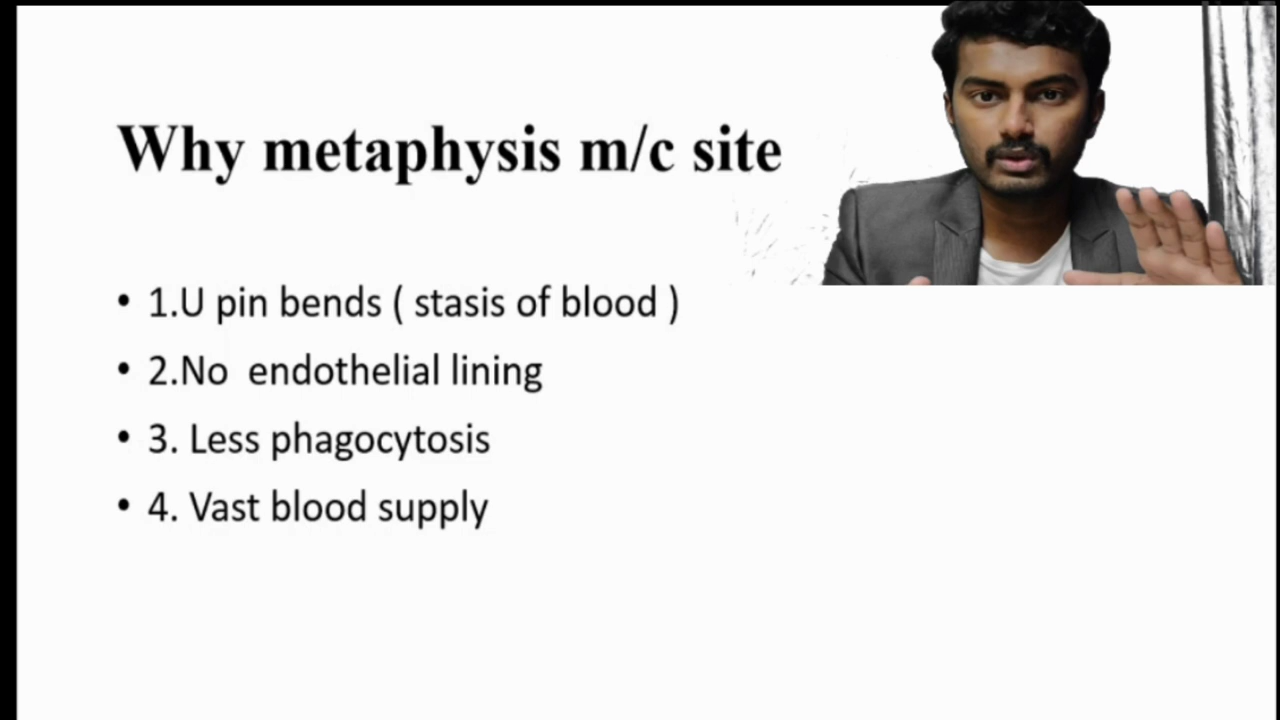 Why metaphysis m/c site
• 1.U pin bends ( stasis of blood )
• 2.No  endothelial lining
• 3. Less phagocytosis
• 4. Vast blood supply